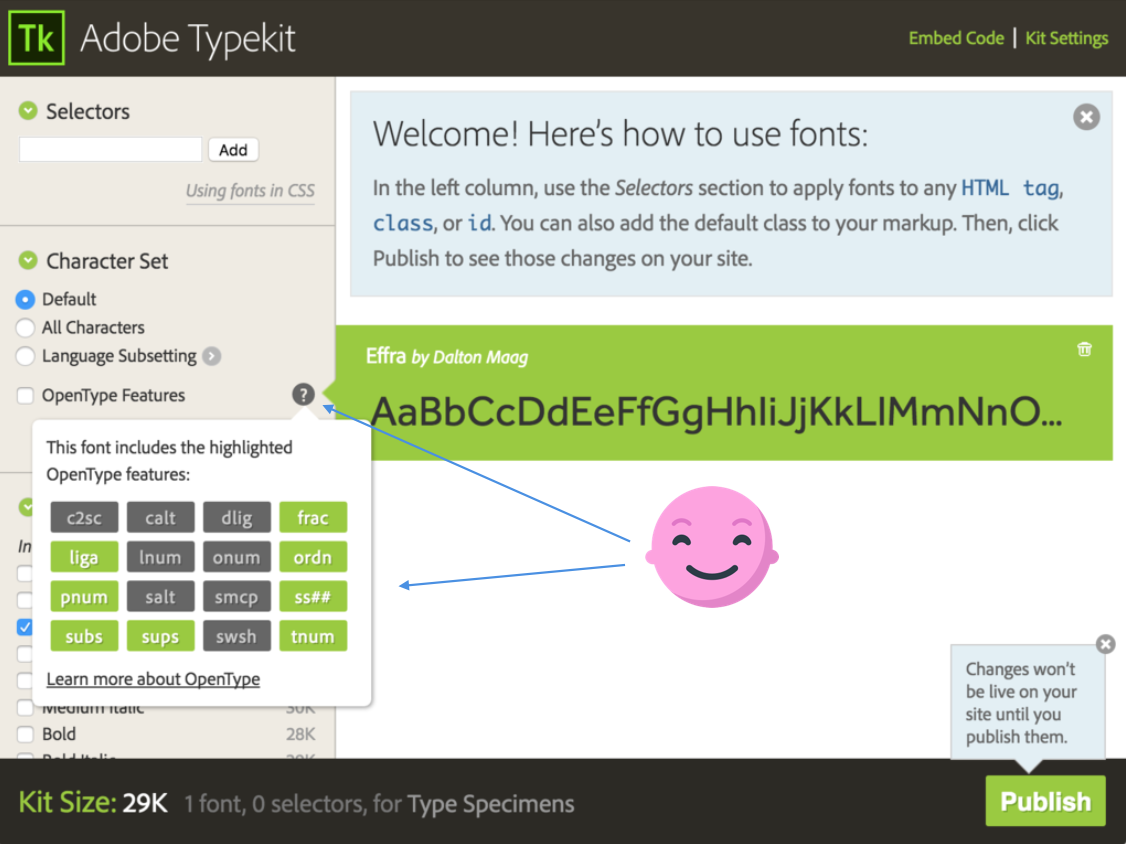 Tk Adobe Typekit
Embed Code | Kit Settings
Selectors
Add
Using fonts in CSS
Character Set
Default
All Characters
Language Subsetting
OpenType Features
?
This font includes the highlighted
OpenType features:
c2sc calt dlig frac
liga lnum onum ordn
pnum salt smcp ss##
subs sups swsh tnum
Learn more about OpenType
In
Medium Italic 30K
Bold 28K
Bold Italic
Welcome! Here's how to use fonts:
In the left column, use the Selectors section to apply fonts to any HTML tag,
class, or id. You can also add the default class to your markup. Then, click
Publish to see those changes on your site.
Effra by Dalton Maag
AaBbCcDdEeFfGgHhIiJjKkLlMmNnO...
Changes won't
be live on your
site until you
publish them.
Kit Size: 29K 1 font, 0 selectors, for Type Specimens
Publish